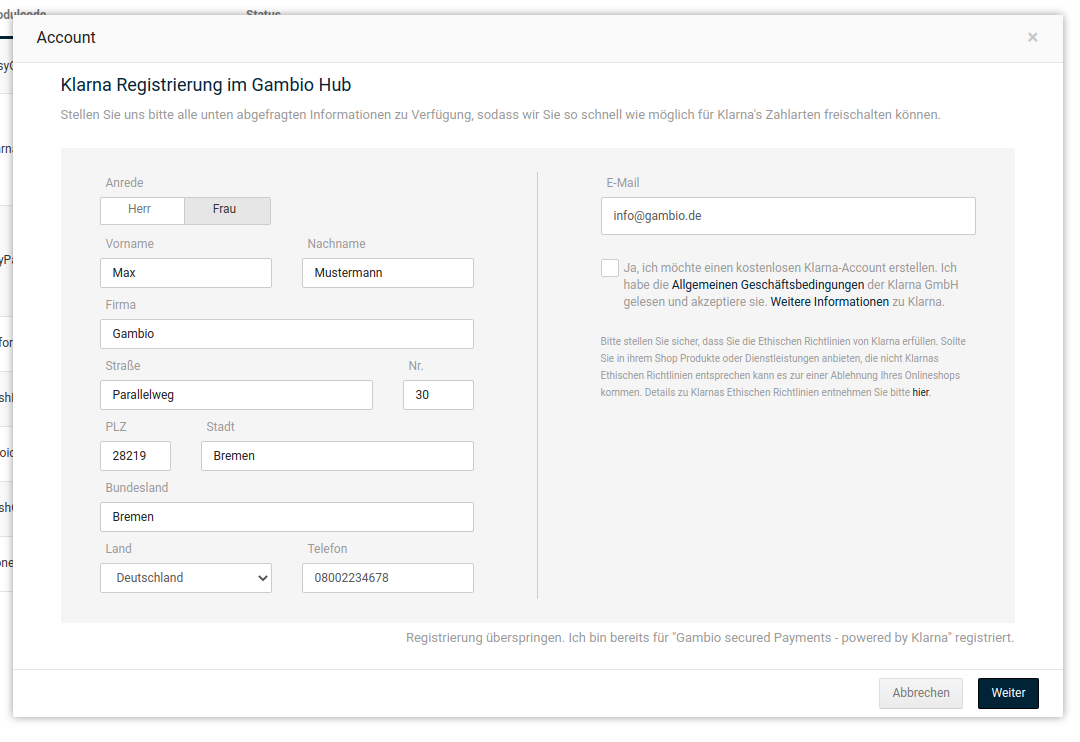 Status
Account
×
Klarna Registrierung im Gambio Hub
Stellen Sie uns bitte alle unten abgefragten Informationen zu Verfügung, sodass wir Sie so schnell wie möglich für Klarna's Zahlarten freischalten können.
Anrede
Herr Frau
Vorname Nachname
Max Mustermann
Firma
Gambio
Straße Nr.
Parallelweg 30
PLZ Stadt
28219 Bremen
Bundesland
Bremen
Land Telefon
Deutschland 08002234678
E-Mail
info@gambio.de
Ja, ich möchte einen kostenlosen Klarna-Account erstellen. Ich
habe die Allgemeinen Geschäftsbedingungen der Klarna GmbH
gelesen und akzeptiere sie. Weitere Informationen zu Klarna.
Bitte stellen Sie sicher, dass Sie die Ethischen Richtlinien von Klarna erfüllen. Sollte
Sie in ihrem Shop Produkte oder Dienstleistungen anbieten, die nicht Klarnas
Ethischen Richtlinien entsprechen kann es zur einer Ablehnung Ihres Onlineshops
kommen. Details zu Klarnas Ethischen Richtlinien entnehmen Sie bitte hier.
Registrierung überspringen. Ich bin bereits für "Gambio secured Payments - powered by Klarna" registriert.
Abbrechen Weiter